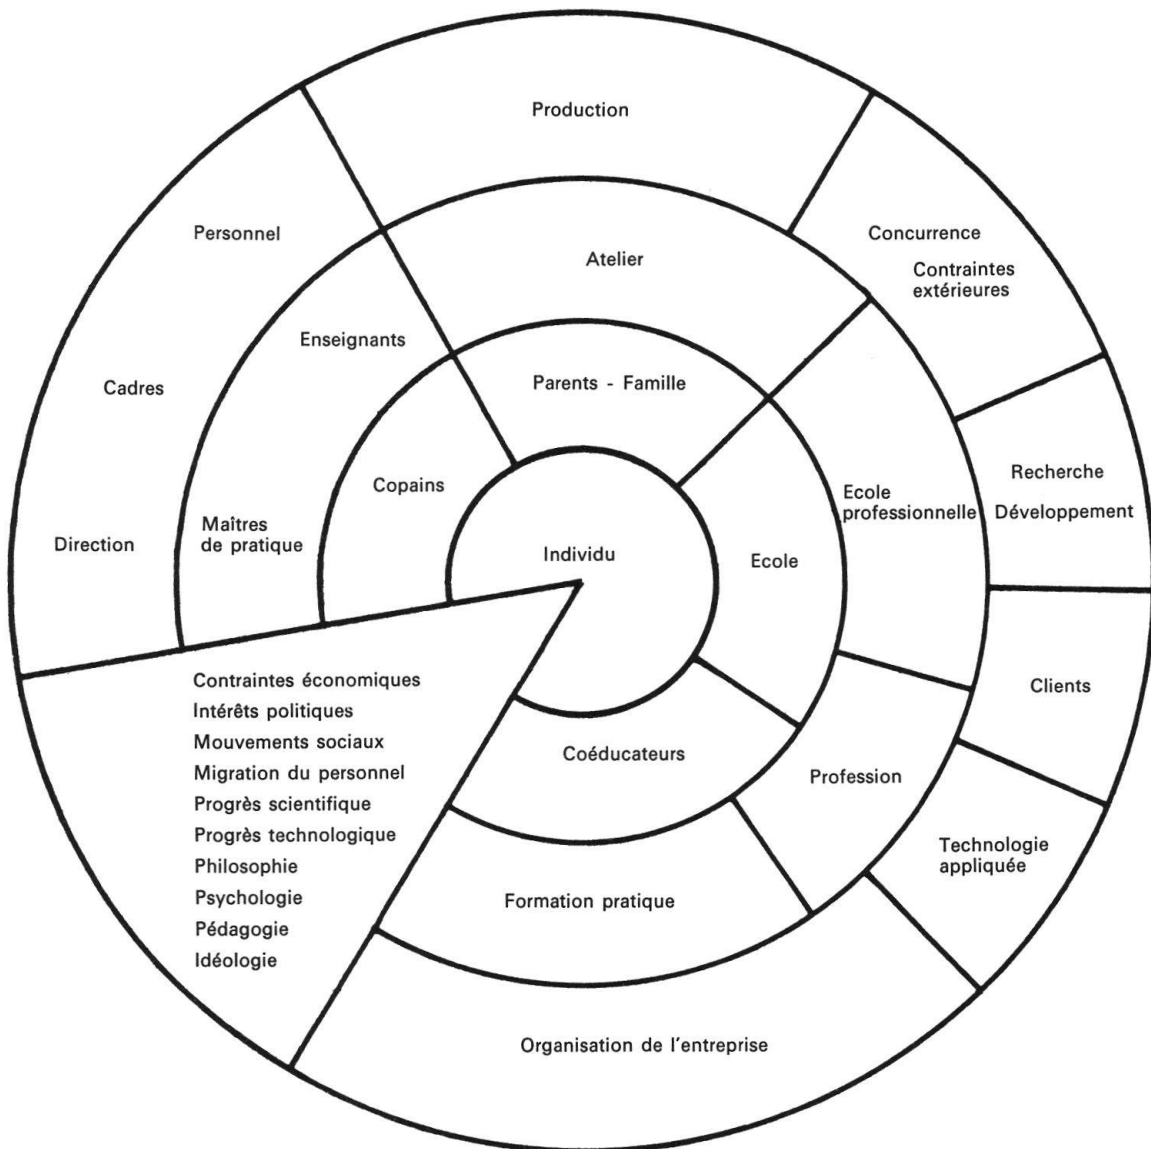 Production
Personnel
Concurrence
Contraintes
extérieures
Atelier
Enseignants
Cadres
Parents - Famille
Copains
Recherche
Développement
Ecole
professionnelle
Maîtres
de pratique
Direction
Individu
Ecole
Contraintes économiques
Intérêts politiques
Mouvements sociaux
Migration du personnel
Progrès scientifique
Progrès technologique
Philosophie
Psychologie
Pédagogie
Idéologie
Clients
Coéducateurs
Profession
Technologie
appliquée
Formation pratique
Organisation de l'entreprise